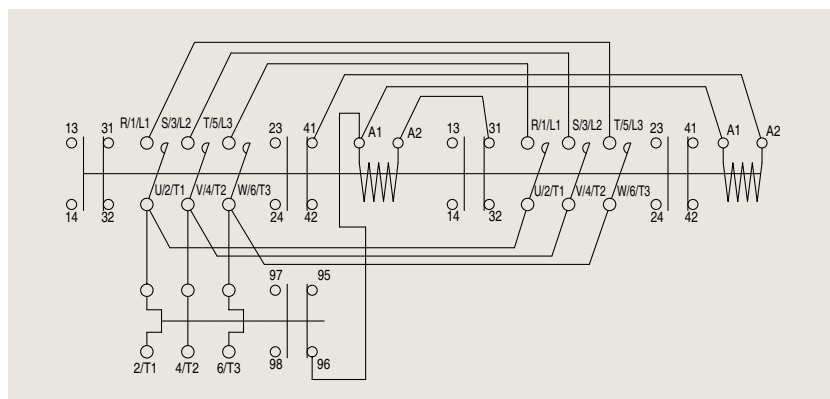 13 31 R/1/L1 S/3/L2 T/5/L3 23 41 A1 A2 13 31 R/1/L1 S/3/L2 T/5/L3 23 41 A1 A2
14 32 U/2/T1 V/4/T2 W/6/T3 24 42 14 32 U/2/T1 V/4/T2 W/6/T3 24 42
97 95
2/T1 4/T2 6/T3 98 96